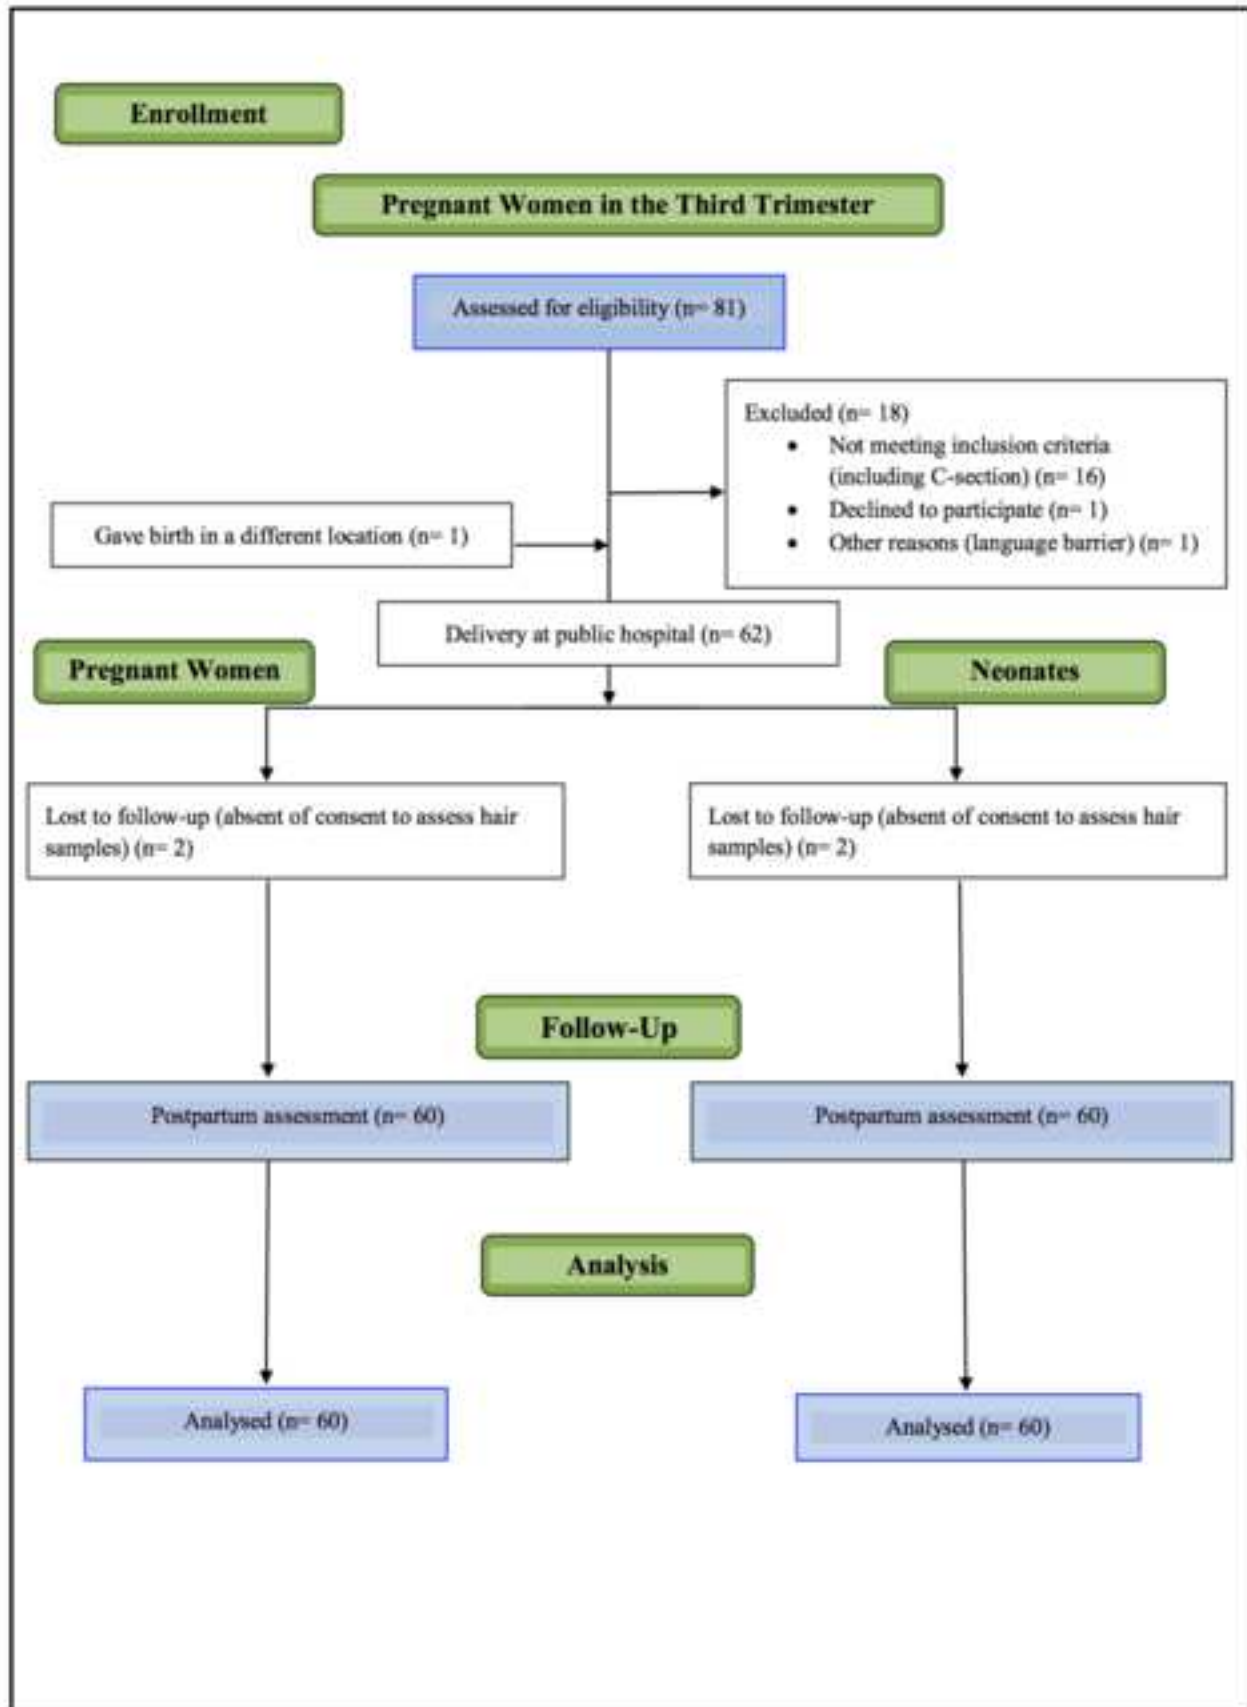 Enrollment
Pregnant Women in the Third Trimester
Assessed for eligibility (n= 81)
Excluded (n= 18)
• Not meeting inclusion criteria
(including C-section) (n= 16)
• Declined to participate (n= 1)
• Other reasons (language barrier) (n= 1)
Gave birth in a different location (n= 1)
Delivery at public hospital (n= 62)
Pregnant Women
Neonates
Lost to follow-up (absent of consent to assess hair
samples) (n= 2)
Lost to follow-up (absent of consent to assess hair
samples) (n= 2)
Follow-Up
Postpartum assessment (n= 60)
Postpartum assessment (n= 60)
Analysis
Analysed (n= 60)
Analysed (n= 60)